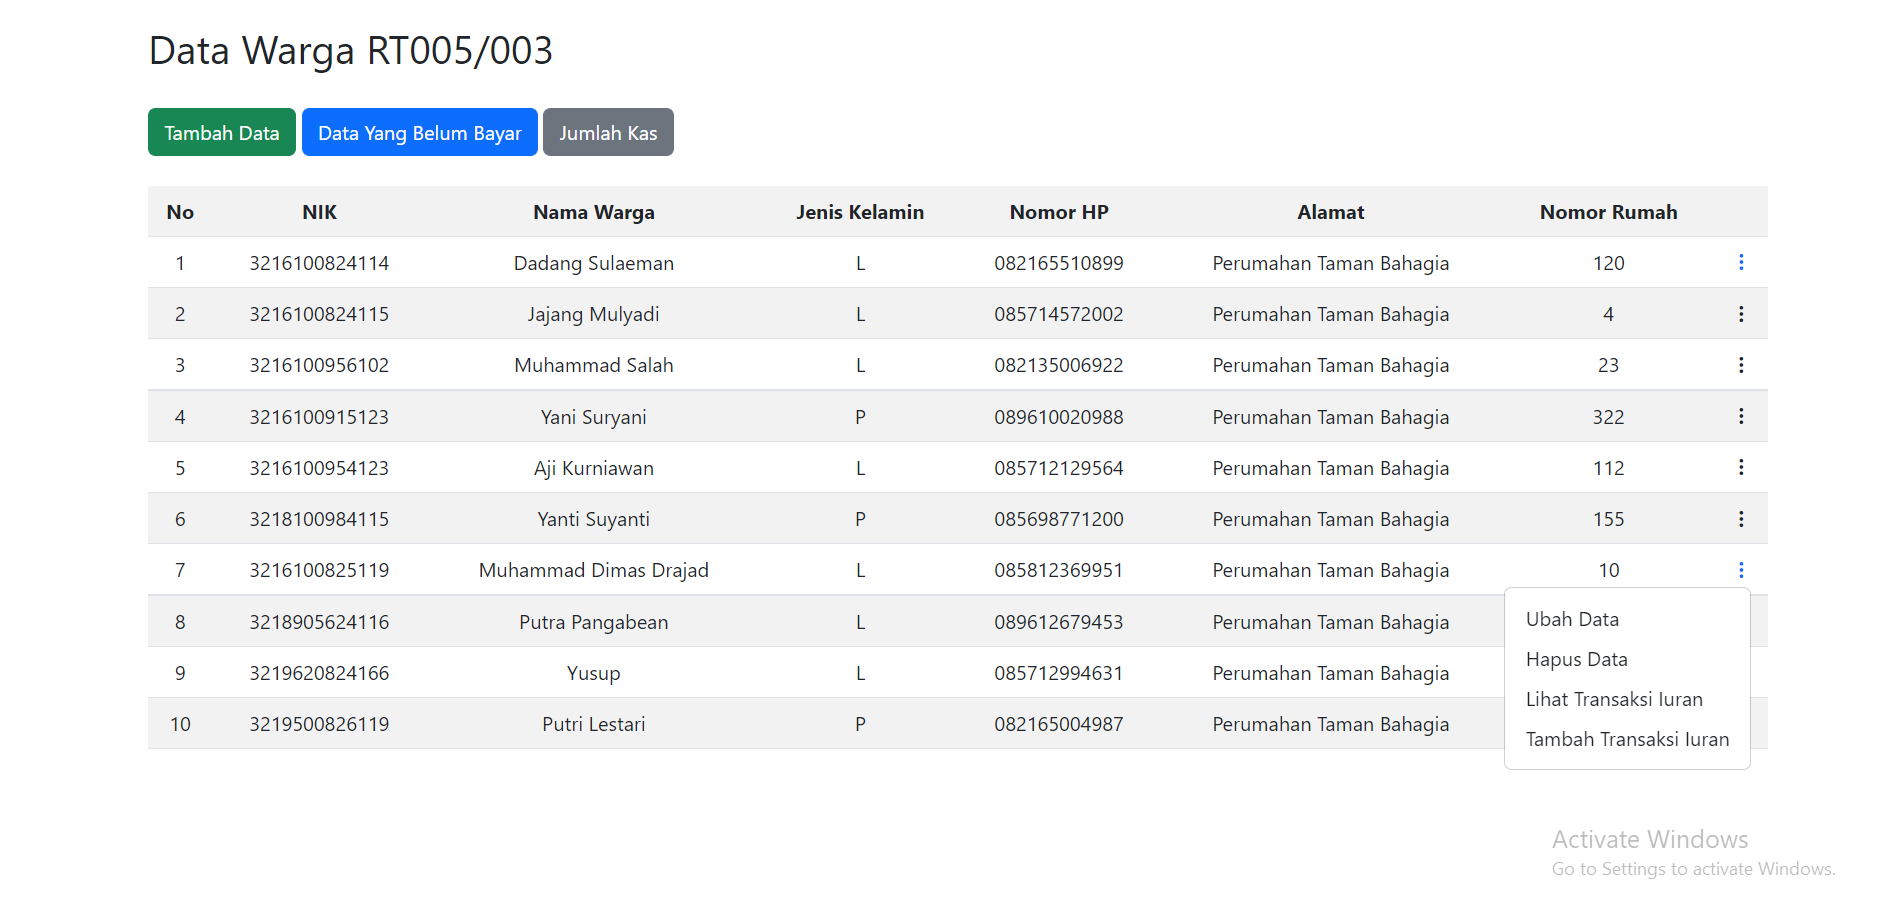 Data Warga RT005/003
Tambah Data Data Yang Belum Bayar Jumlah Kas
No NIK Nama Warga Jenis Kelamin Nomor HP Alamat Nomor Rumah
1 3216100824114 Dadang Sulaeman L 082165510899 Perumahan Taman Bahagia 120
2 3216100824115 Jajang Mulyadi L 085714572002 Perumahan Taman Bahagia 4
3 3216100956102 Muhammad Salah L 082135006922 Perumahan Taman Bahagia 23
4 3216100915123 Yani Suryani P 089610020988 Perumahan Taman Bahagia 322
5 3216100954123 Aji Kurniawan L 085712129564 Perumahan Taman Bahagia 112
6 3218100984115 Yanti Suyanti P 085698771200 Perumahan Taman Bahagia 155
7 3216100825119 Muhammad Dimas Drajad L 085812369951 Perumahan Taman Bahagia 10
8 3218905624116 Putra Pangabean L 089612679453 Perumahan Taman Bahagia
9 3219620824166 Yusup L 085712994631 Perumahan Taman Bahagia
10 3219500826119 Putri Lestari P 082165004987 Perumahan Taman Bahagia
Ubah Data
Hapus Data
Lihat Transaksi Iuran
Tambah Transaksi Iuran
Activate Windows
Go to Settings to activate Windows.